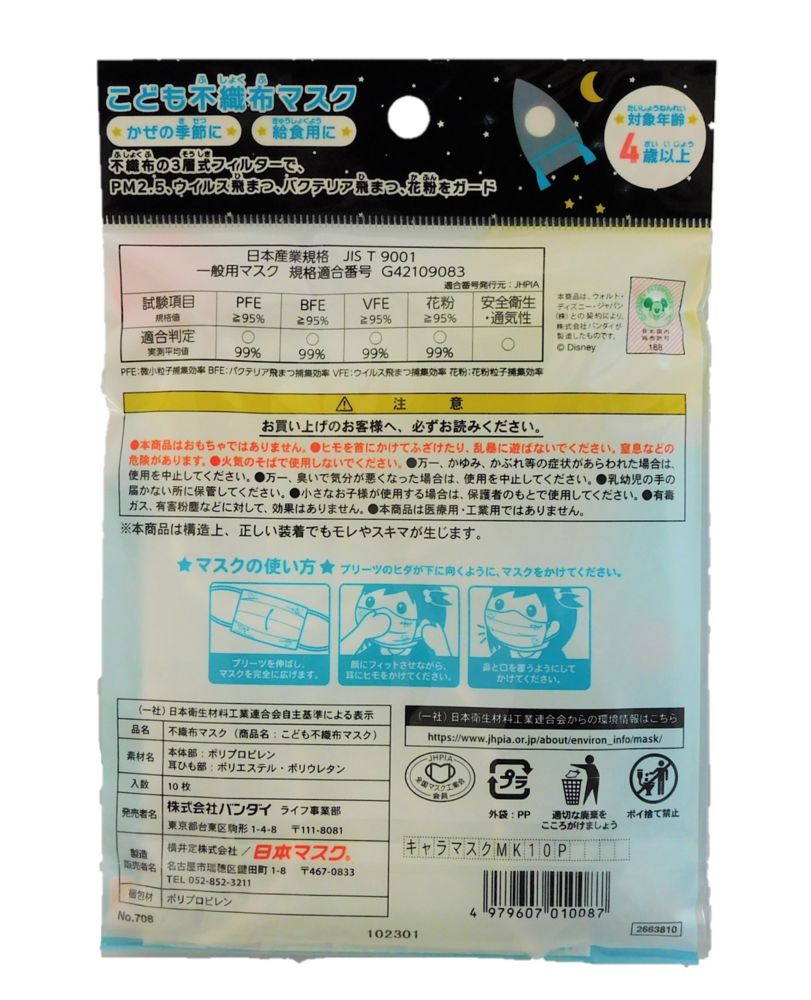 こども不織布マスク
かぜの季節に
給食用に
不織布の3層式フィルターで、
PM2.5、ウイルス飛まつ、バクテリア飛まつ、花粉をガード
たいしょうねんれい
対象年齢
さい いじょう
4歳以上
日本産業規格 JIS T 9001
一般用マスク 規格適合番号 G42109083
適合番号発行元：JHPIA
試験項目 規格値 PFE ≧95% BFE ≧95% VFE ≧95% 花粉 ≧95% 安全衛生・通気性
適合判定 実測平均値 ○ 99% ○ 99% ○ 99% ○ 99% ○
PFE:微小粒子捕集効率 BFE:バクテリア飛まつ捕集効率 VFE:ウイルス飛まつ捕集効率 花粉:花粉粒子捕集効率
本商品は、ウォルト・
ディズニー・ジャパン
(株)との契約により、
株式会社バンダイが
製造したものです。
© Disney
168
⚠ 注 意
お買い上げのお客様へ、必ずお読みください。
●本商品はおもちゃではありません。●ヒモを首にかけてふざけたり、乱暴に遊ばないでください。窒息などの
危険があります。●火気のそばで使用しないでください。●万一、かゆみ、かぶれ等の症状があらわれた場合は、
使用を中止してください。●万一、臭いで気分が悪くなった場合は、使用を中止してください。●乳幼児の手の
届かない所に保管してください。●小さなお子様が使用する場合は、保護者のもとで使用してください。●有毒
ガス、有害粉塵などに対して、効果はありません。●本商品は医療用・工業用ではありません。
※本商品は構造上、正しい装着でもモレやスキマが生じます。
★マスクの使い方★ プリーツのヒダが下に向くように、マスクをかけてください。
プリーツを伸ばし、
マスクを完全に広げます。
顔にフィットさせながら、
耳にヒモをかけてください。
鼻と口を覆うようにして
かけてください。
(一社)日本衛生材料工業連合会自主基準による表示
品名 不織布マスク(商品名：こども不織布マスク)
素材名 本体部：ポリプロピレン
耳ひも部：ポリエステル・ポリウレタン
入数 10枚
発売者名 株式会社バンダイ ライフ事業部
東京都台東区駒形1-4-8 〒111-8081
製造販売者名 横井定株式会社／日本マスク®
名古屋市瑞穂区鍵田町1-8 〒467-0833
TEL 052-852-3211
梱包材 ポリプロピレン
No.708
102301
(一社)日本衛生材料工業連合会からの環境情報はこちら
https://www.jhpia.or.jp/about/environ_info/mask/
JHPIA
全国マスク工業会
会員
プラ
外袋：PP
適切な廃棄を
こころがけましょう
ポイ捨て禁止
キャラマスクMK10P
4 979607 010087
2663810